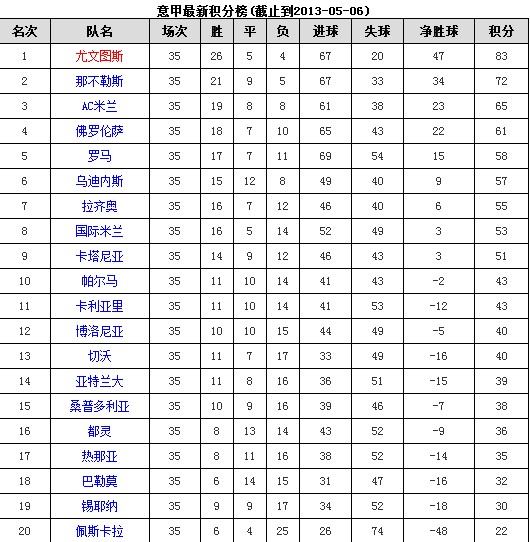 意甲最新积分榜(截止到2013-05-06)
名次 队名 场次 胜 平 负 进球 失球 净胜球 积分
1 尤文图斯 35 26 5 4 67 20 47 83
2 那不勒斯 35 21 9 5 67 33 34 72
3 AC米兰 35 19 8 8 61 38 23 65
4 佛罗伦萨 35 18 7 10 65 43 22 61
5 罗马 35 17 7 11 69 54 15 58
6 乌迪内斯 35 15 12 8 49 40 9 57
7 拉齐奥 35 16 7 12 46 40 6 55
8 国际米兰 35 16 5 14 52 49 3 53
9 卡塔尼亚 35 14 9 12 46 43 3 51
10 帕尔马 35 11 10 14 41 43 -2 43
11 卡利亚里 35 11 10 14 41 53 -12 43
12 博洛尼亚 35 10 10 15 44 49 -5 40
13 切沃 35 11 7 17 33 49 -16 40
14 亚特兰大 35 11 8 16 36 51 -15 39
15 桑普多利亚 35 10 9 16 39 46 -7 38
16 都灵 35 8 13 14 43 52 -9 36
17 热那亚 35 8 11 16 38 52 -14 35
18 巴勒莫 35 6 14 15 31 47 -16 32
19 锡耶纳 35 9 9 17 34 52 -18 30
20 佩斯卡拉 35 6 4 25 26 74 -48 22